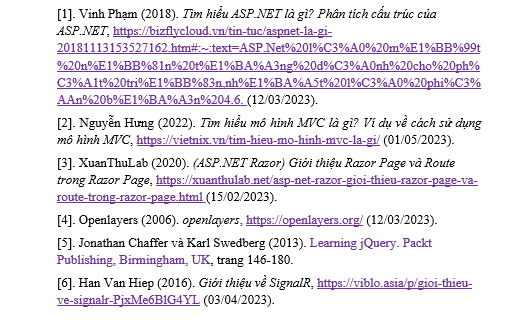 [1]. Vinh Phạm (2018). Tìm hiểu ASP.NET là gì? Phân tích cấu trúc của
ASP.NET, https://bizflycloud.vn/tin-tuc/aspnet-la-gi-
20181113153527162.htm#:~:text=ASP.Net%20l%C3%A0%20m%E1%BB%99t
%20n%E1%BB%81n%20t%E1%BA%A3ng%20d%C3%A0nh%20cho%20ph%
C3%A1t%20tri%E1%BB%83n,nh%E1%BA%A5t%20l%C3%A0%20phi%C3%
AAn%20b%E1%BA%A3n%204.6. (12/03/2023).
[2]. Nguyễn Hưng (2022). Tìm hiểu mô hình MVC là gì? Ví dụ về cách sử dụng
mô hình MVC, https://vietnix.vn/tim-hieu-mo-hinh-mvc-la-gi/ (01/05/2023).
[3]. XuanThuLab (2020). (ASP.NET Razor) Giới thiệu Razor Page và Route
trong Razor Page, https://xuanthulab.net/asp-net-razor-gioi-thieu-razor-page-va-
route-trong-razor-page.html (15/02/2023).
[4]. Openlayers (2006). openlayers, https://openlayers.org/ (12/03/2023).
[5]. Jonathan Chaffer và Karl Swedberg (2013). Learning jQuery. Packt
Publishing, Birmingham, UK, trang 146-180.
[6]. Han Van Hiep (2016). Giới thiệu về SignalR, https://viblo.asia/p/gioi-thieu-
ve-signalr-PjxMe6BlG4YL (03/04/2023).